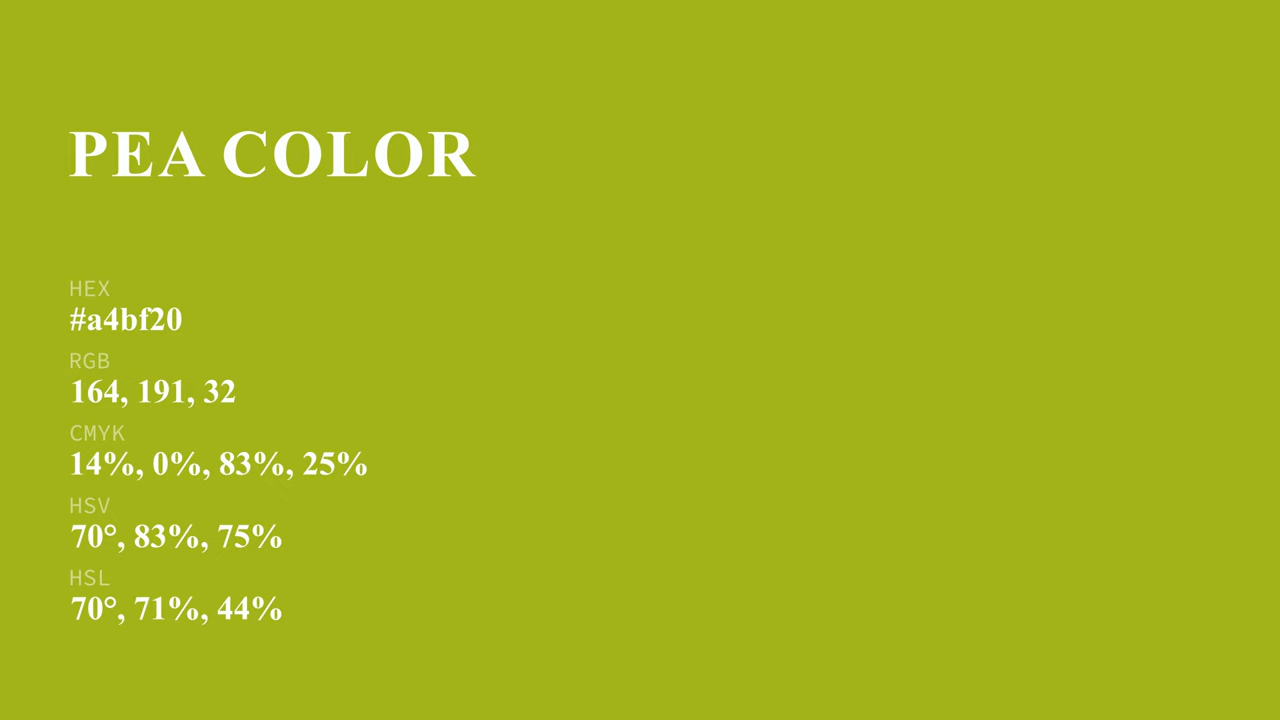 PEA COLOR
HEX
#a4bf20
RGB
164, 191, 32
CMYK
14%, 0%, 83%, 25%
HSV
70°, 83%, 75%
HSL
70°, 71%, 44%